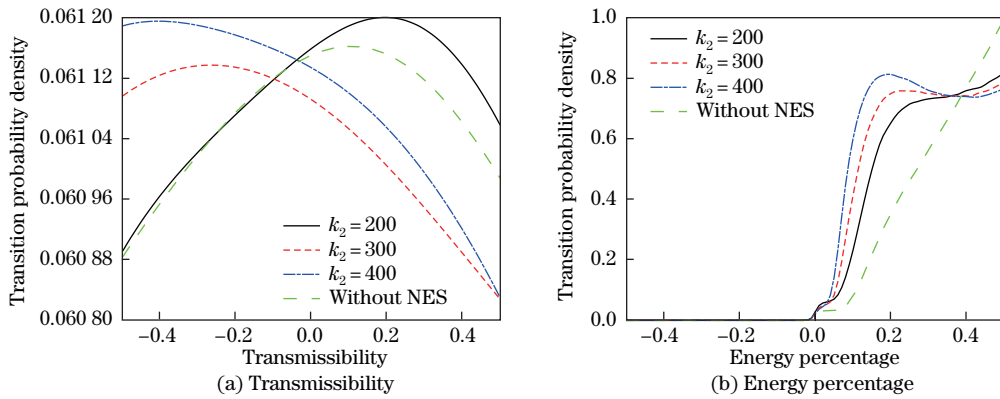 0.061 20
0.061 12
0.061 04
0.060 96
0.060 88
0.060 80
Transition probability density
k₂ = 200
k₂ = 300
k₂ = 400
Without NES
−0.4 −0.2 0.0 0.2 0.4
Transmissibility
(a) Transmissibility
1.0
0.8
0.6
0.4
0.2
0.0
Transition probability density
k₂ = 200
k₂ = 300
k₂ = 400
Without NES
−0.4 −0.2 0.0 0.2 0.4
Energy percentage
(b) Energy percentage